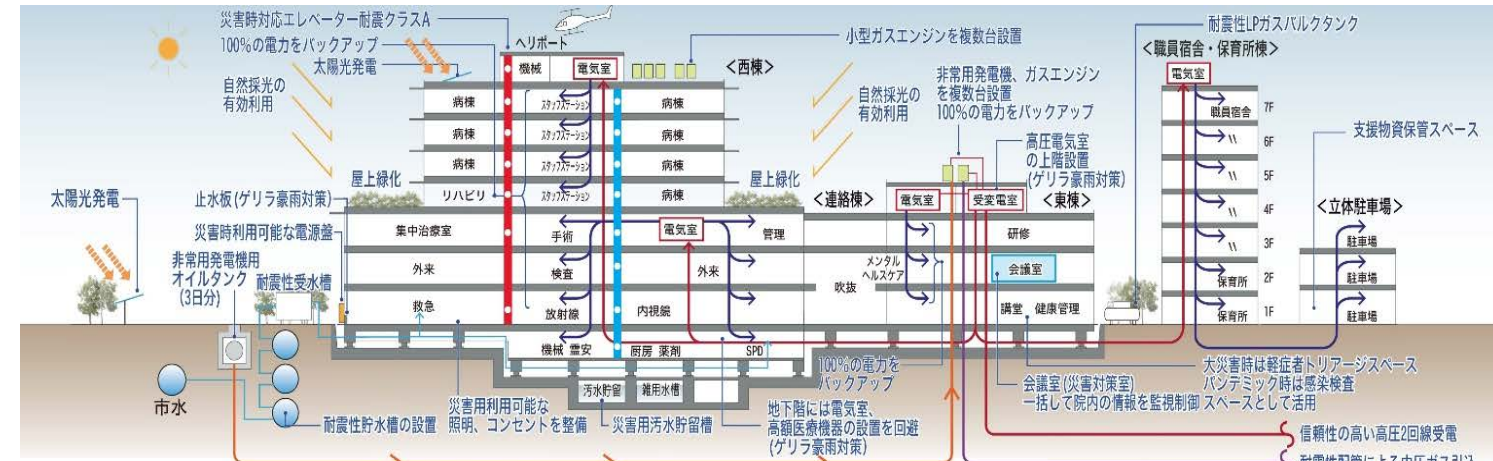 災害時対応エレベーター耐震クラスA
100%の電力をバックアップ
太陽光発電
自然採光の
有効利用
ヘリポート
機械
電気室
小型ガスエンジンを複数台設置
<西棟>
自然採光の
有効利用
非常用発電機、ガスエンジン
を複数台設置
100%の電力をバックアップ
高圧電気室
の上階設置
(ゲリラ豪雨対策)
耐震性LPガスバルクタンク
<職員宿舎・保育所棟>
電気室
支援物資保管スペース
病棟
スタッフステーション
病棟
病棟
スタッフステーション
病棟
病棟
スタッフステーション
病棟
リハビリ
スタッフステーション
病棟
屋上緑化
屋上緑化
太陽光発電
止水板(ゲリラ豪雨対策)
災害時利用可能な電源盤
非常用発電機用
オイルタンク
(3日分)
耐震性受水槽
集中治療室
手術
電気室
管理
外来
検査
外来
救急
放射線
内視鏡
機械 霊安
厨房 薬剤
SPD
<連絡棟>
電気室
受変電室
<東棟>
研修
メンタル
ヘルスケア
会議室
吹抜
講堂 健康管理
職員宿舎
7F
〃
6F
〃
5F
〃
4F
〃
3F
保育所
2F
保育所
1F
<立体駐車場>
駐車場
駐車場
駐車場
市水
耐震性貯水槽の設置
災害用利用可能な
照明、コンセントを整備
汚水貯留
雑用水槽
災害用汚水貯留槽
地下階には電気室、
高額医療機器の設置を回避
(ゲリラ豪雨対策)
100%の電力を
バックアップ
会議室(災害対策室)
一括して院内の情報を監視制御
大災害時は軽症者トリアージスペース
パンデミック時は感染検査
スペースとして活用
信頼性の高い高圧2回線受電
耐震性配管による中圧ガス引込